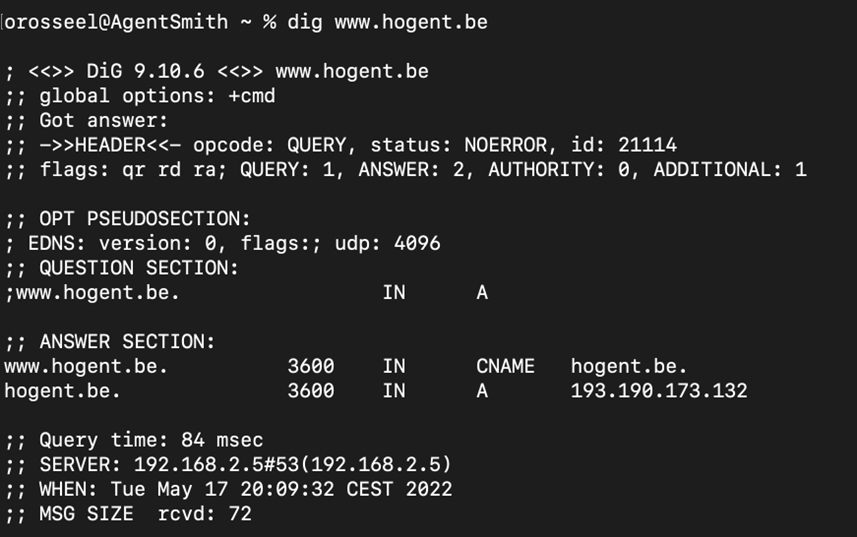 orosseel@AgentSmith ~ % dig www.hogent.be
; <<>> DiG 9.10.6 <<>> www.hogent.be
;; global options: +cmd
;; Got answer:
;; ->>HEADER<<- opcode: QUERY, status: NOERROR, id: 21114
;; flags: qr rd ra; QUERY: 1, ANSWER: 2, AUTHORITY: 0, ADDITIONAL: 1
;; OPT PSEUDOSECTION:
; EDNS: version: 0, flags:; udp: 4096
;; QUESTION SECTION:
;www.hogent.be. IN A
;; ANSWER SECTION:
www.hogent.be. 3600 IN CNAME hogent.be.
hogent.be. 3600 IN A 193.190.173.132
;; Query time: 84 msec
;; SERVER: 192.168.2.5#53(192.168.2.5)
;; WHEN: Tue May 17 20:09:32 CEST 2022
;; MSG SIZE rcvd: 72